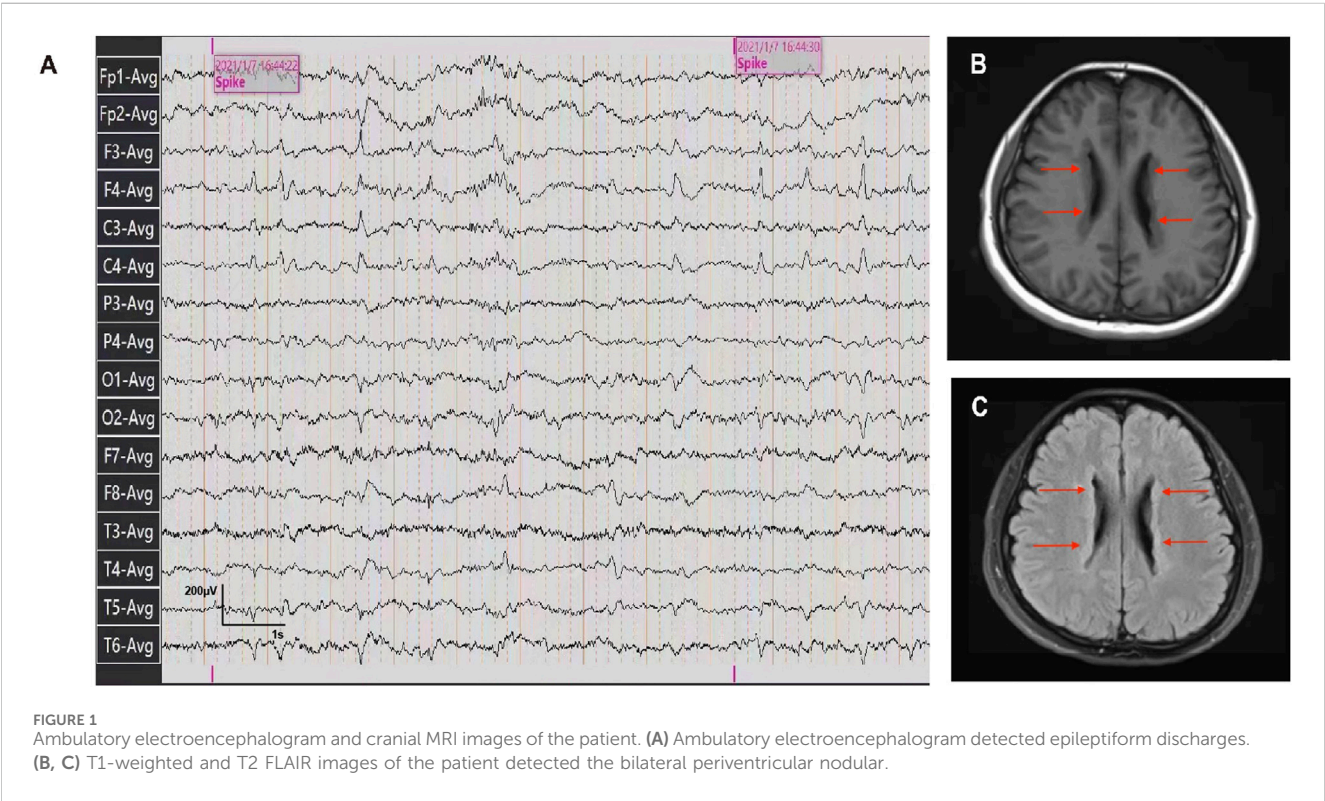 A
2021/1/7 16:44:22
Spike
2021/1/7 16:44:30
Spike
Fp1-Avg
Fp2-Avg
F3-Avg
F4-Avg
C3-Avg
C4-Avg
P3-Avg
P4-Avg
O1-Avg
O2-Avg
F7-Avg
F8-Avg
T3-Avg
T4-Avg
T5-Avg
T6-Avg
200μV
1s
B
C
FIGURE 1
Ambulatory electroencephalogram and cranial MRI images of the patient. (A) Ambulatory electroencephalogram detected epileptiform discharges.
(B, C) T1-weighted and T2 FLAIR images of the patient detected the bilateral periventricular nodular.